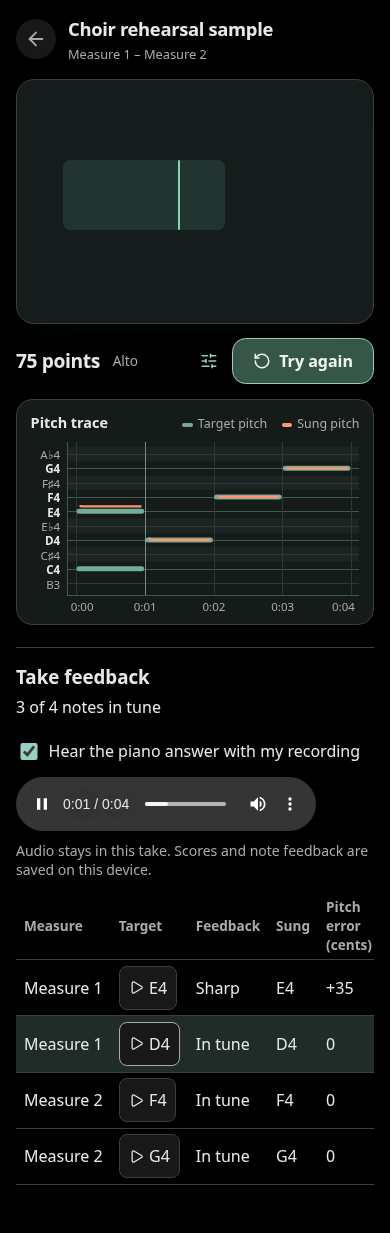 Choir rehearsal sample
Measure 1 – Measure 2
75 points Alto Try again
Pitch trace Target pitch Sung pitch
A♭4
G4
F♯4
F4
E4
E♭4
D4
C♯4
C4
B3
0:00 0:01 0:02 0:03 0:04
Take feedback
3 of 4 notes in tune
Hear the piano answer with my recording
0:01 / 0:04
Audio stays in this take. Scores and note feedback are
saved on this device.
Measure Target Feedback Sung Pitch error (cents)
Measure 1 E4 Sharp E4 +35
Measure 1 D4 In tune D4 0
Measure 2 F4 In tune F4 0
Measure 2 G4 In tune G4 0